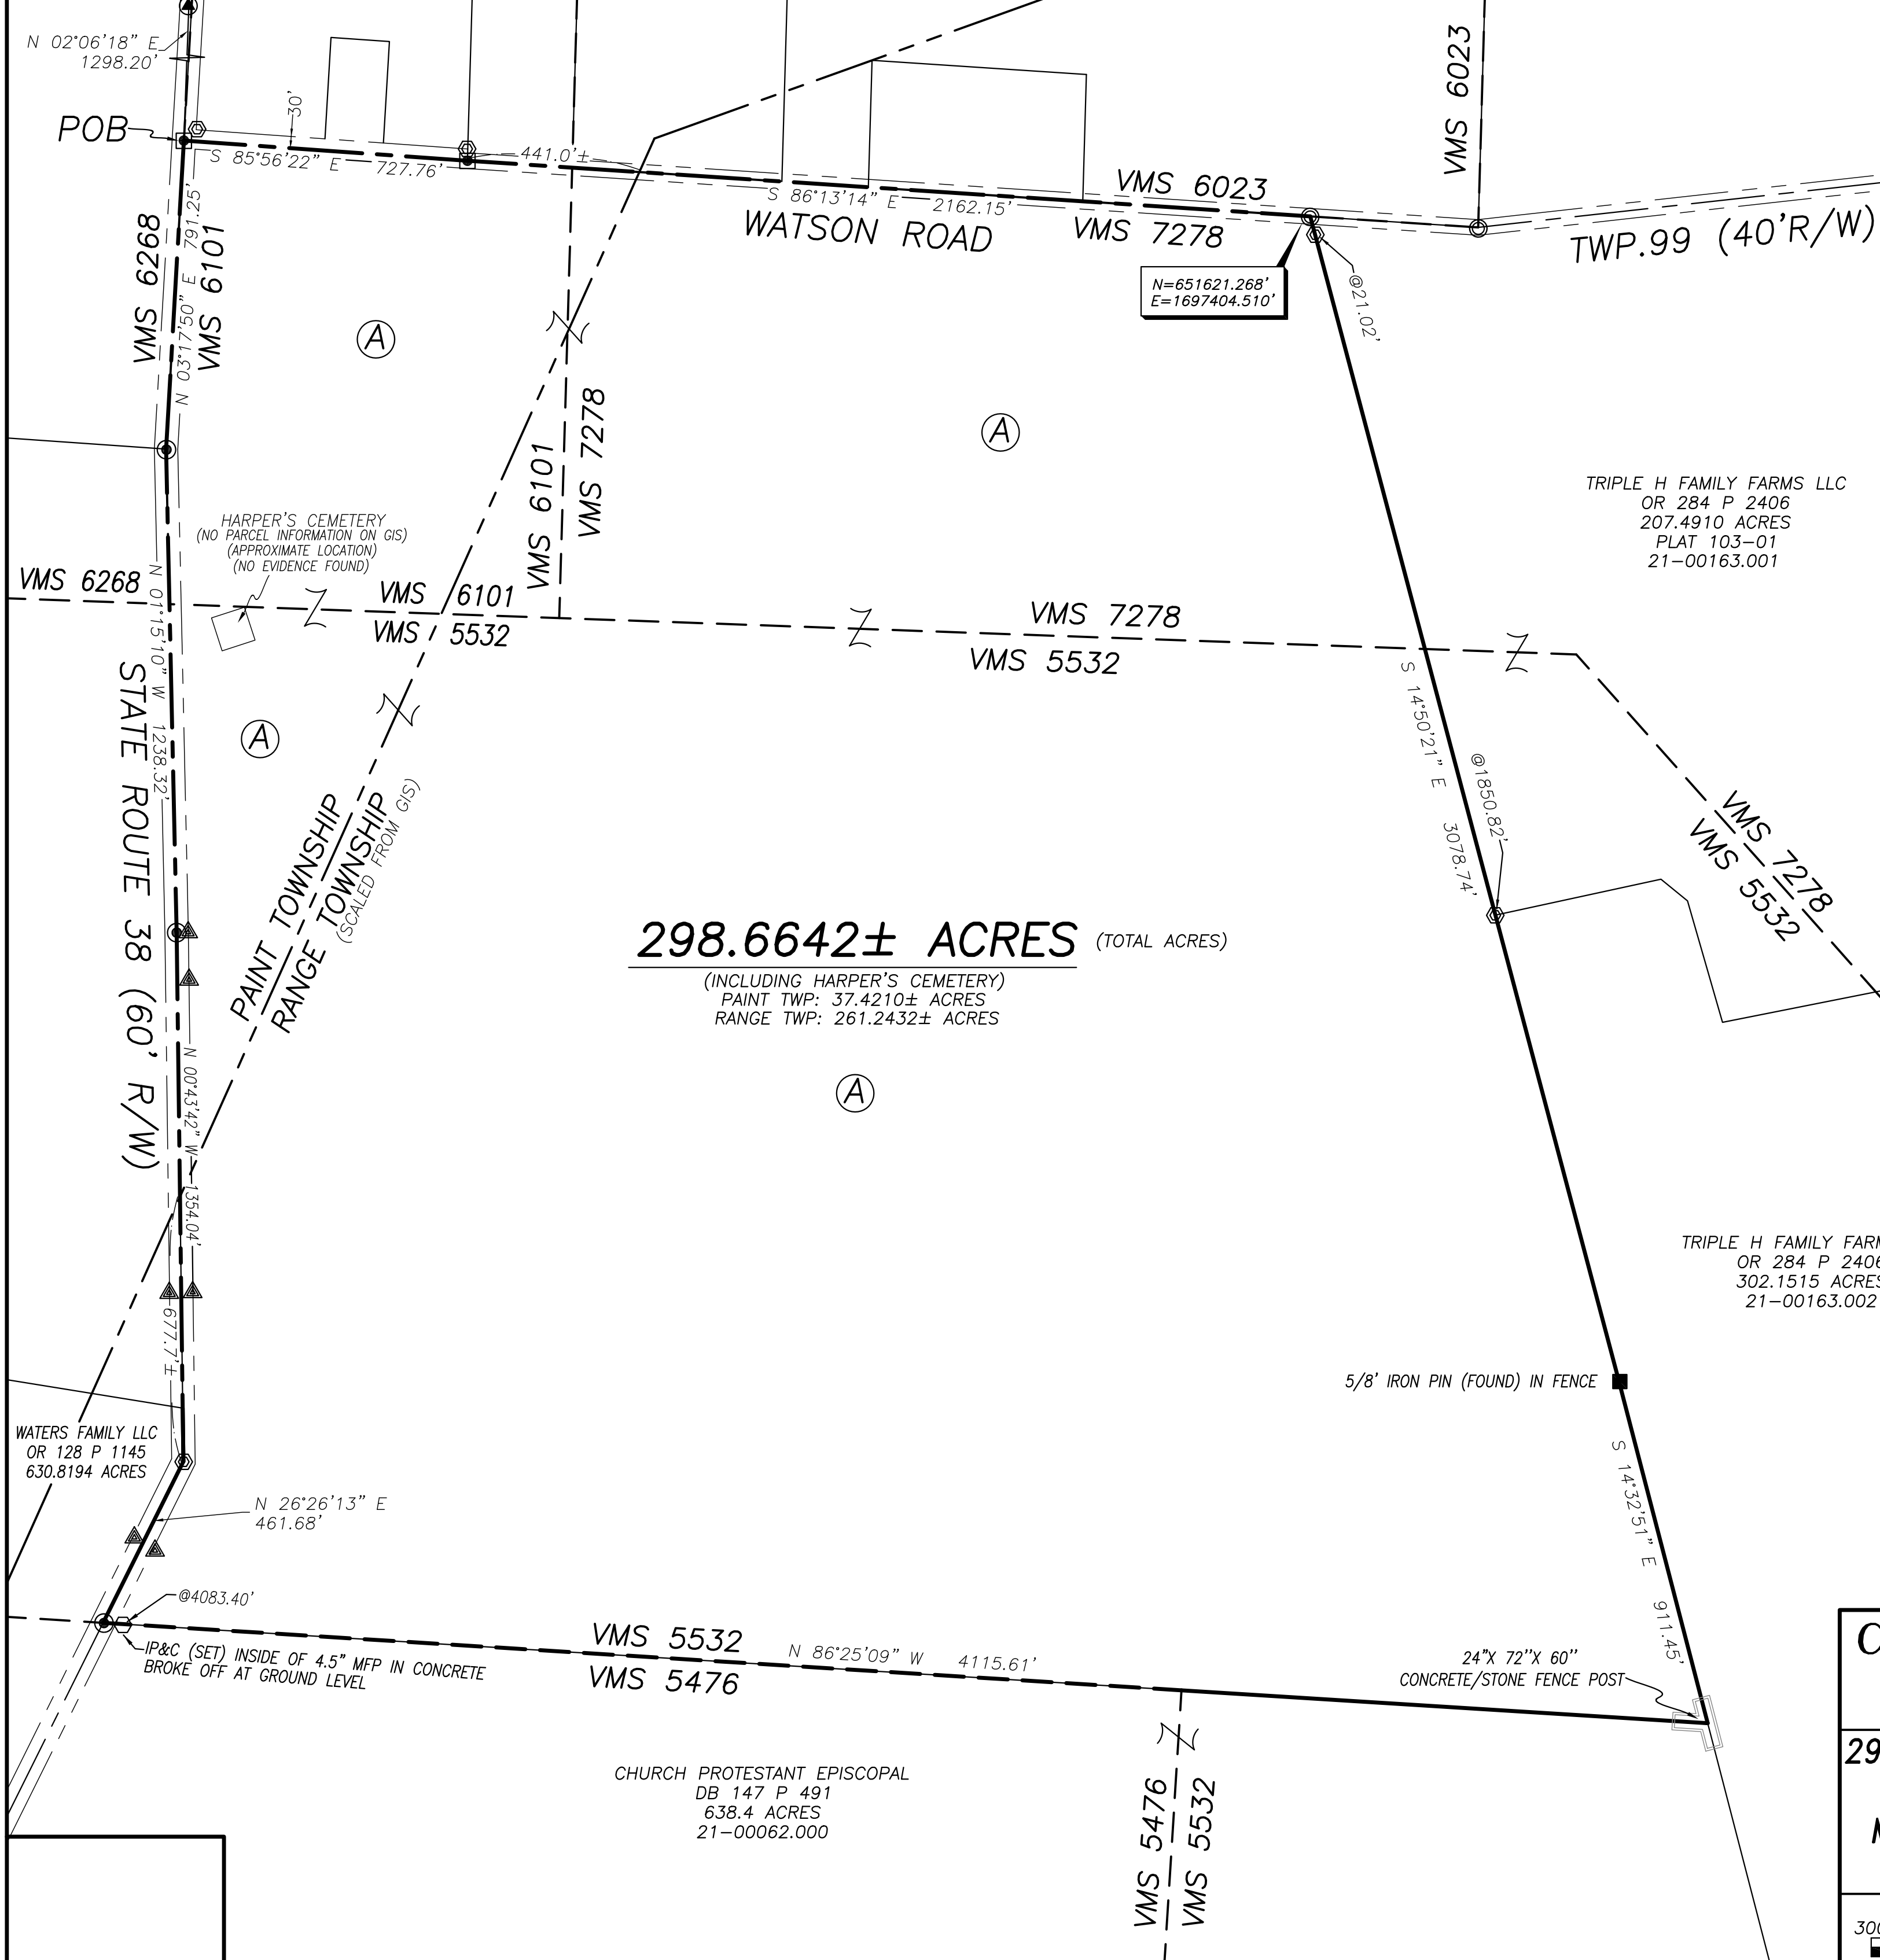 N 02°06'18" E
1298.20'
POB
30'
S 85°56'22" E 727.76'
441.0'±
S 86°13'14" E 2162.15'
VMS 6023
VMS 6023
VMS 7278
WATSON ROAD
TWP.99 (40'R/W)
N=651621.268'
E=1697404.510'
@21.02'
VMS 6268
N 03°17'50" E 791.25'
VMS 6101
A
A
VMS 6101
VMS 7278
TRIPLE H FAMILY FARMS LLC
OR 284 P 2406
207.4910 ACRES
PLAT 103-01
21-00163.001
HARPER'S CEMETERY
(NO PARCEL INFORMATION ON GIS)
(APPROXIMATE LOCATION)
(NO EVIDENCE FOUND)
VMS 6268
VMS 6101
VMS 5532
VMS 7278
VMS 5532
N 01°15'10" W 1238.32'
STATE ROUTE 38 (60' R/W)
A
S 14°50'21" E 3078.74'
@1850.82'
VMS 7278
VMS 5532
PAINT TOWNSHIP
RANGE TOWNSHIP
(SCALED FROM GIS)
298.6642± ACRES (TOTAL ACRES)
(INCLUDING HARPER'S CEMETERY)
PAINT TWP: 37.4210± ACRES
RANGE TWP: 261.2432± ACRES
A
N 00°43'42" W 1354.04'
677.7'±
TRIPLE H FAMILY FAR
OR 284 P 2406
302.1515 ACRES
21-00163.002
5/8' IRON PIN (FOUND) IN FENCE
WATERS FAMILY LLC
OR 128 P 1145
630.8194 ACRES
N 26°26'13" E
461.68'
S 14°32'51" E 911.45'
@4083.40'
IP&C (SET) INSIDE OF 4.5" MFP IN CONCRETE
BROKE OFF AT GROUND LEVEL
VMS 5532
VMS 5476
N 86°25'09" W 4115.61'
24"X 72"X 60"
CONCRETE/STONE FENCE POST
CHURCH PROTESTANT EPISCOPAL
DB 147 P 491
638.4 ACRES
21-00062.000
VMS 5476
VMS 5532
29
300